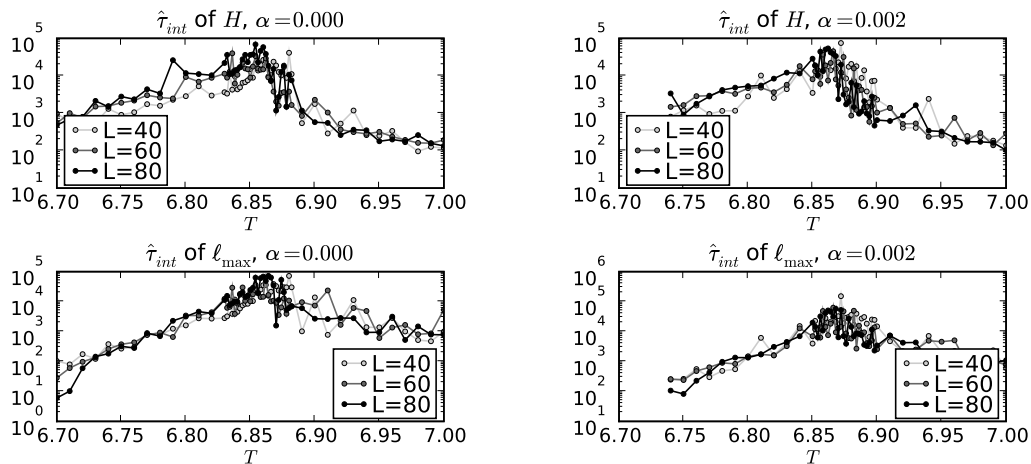 τ̂_int of H, α=0.000
10^5
10^4
10^3
10^2
10^1
L=40
L=60
L=80
6.70 6.75 6.80 6.85 6.90 6.95 7.00
T
τ̂_int of H, α=0.002
10^5
10^4
10^3
10^2
10^1
L=40
L=60
L=80
6.70 6.75 6.80 6.85 6.90 6.95 7.00
T
τ̂_int of ℓ_max, α=0.000
10^5
10^4
10^3
10^2
10^1
10^0
L=40
L=60
L=80
6.70 6.75 6.80 6.85 6.90 6.95 7.00
T
τ̂_int of ℓ_max, α=0.002
10^6
10^5
10^4
10^3
10^2
10^1
L=40
L=60
L=80
6.70 6.75 6.80 6.85 6.90 6.95 7.00
T